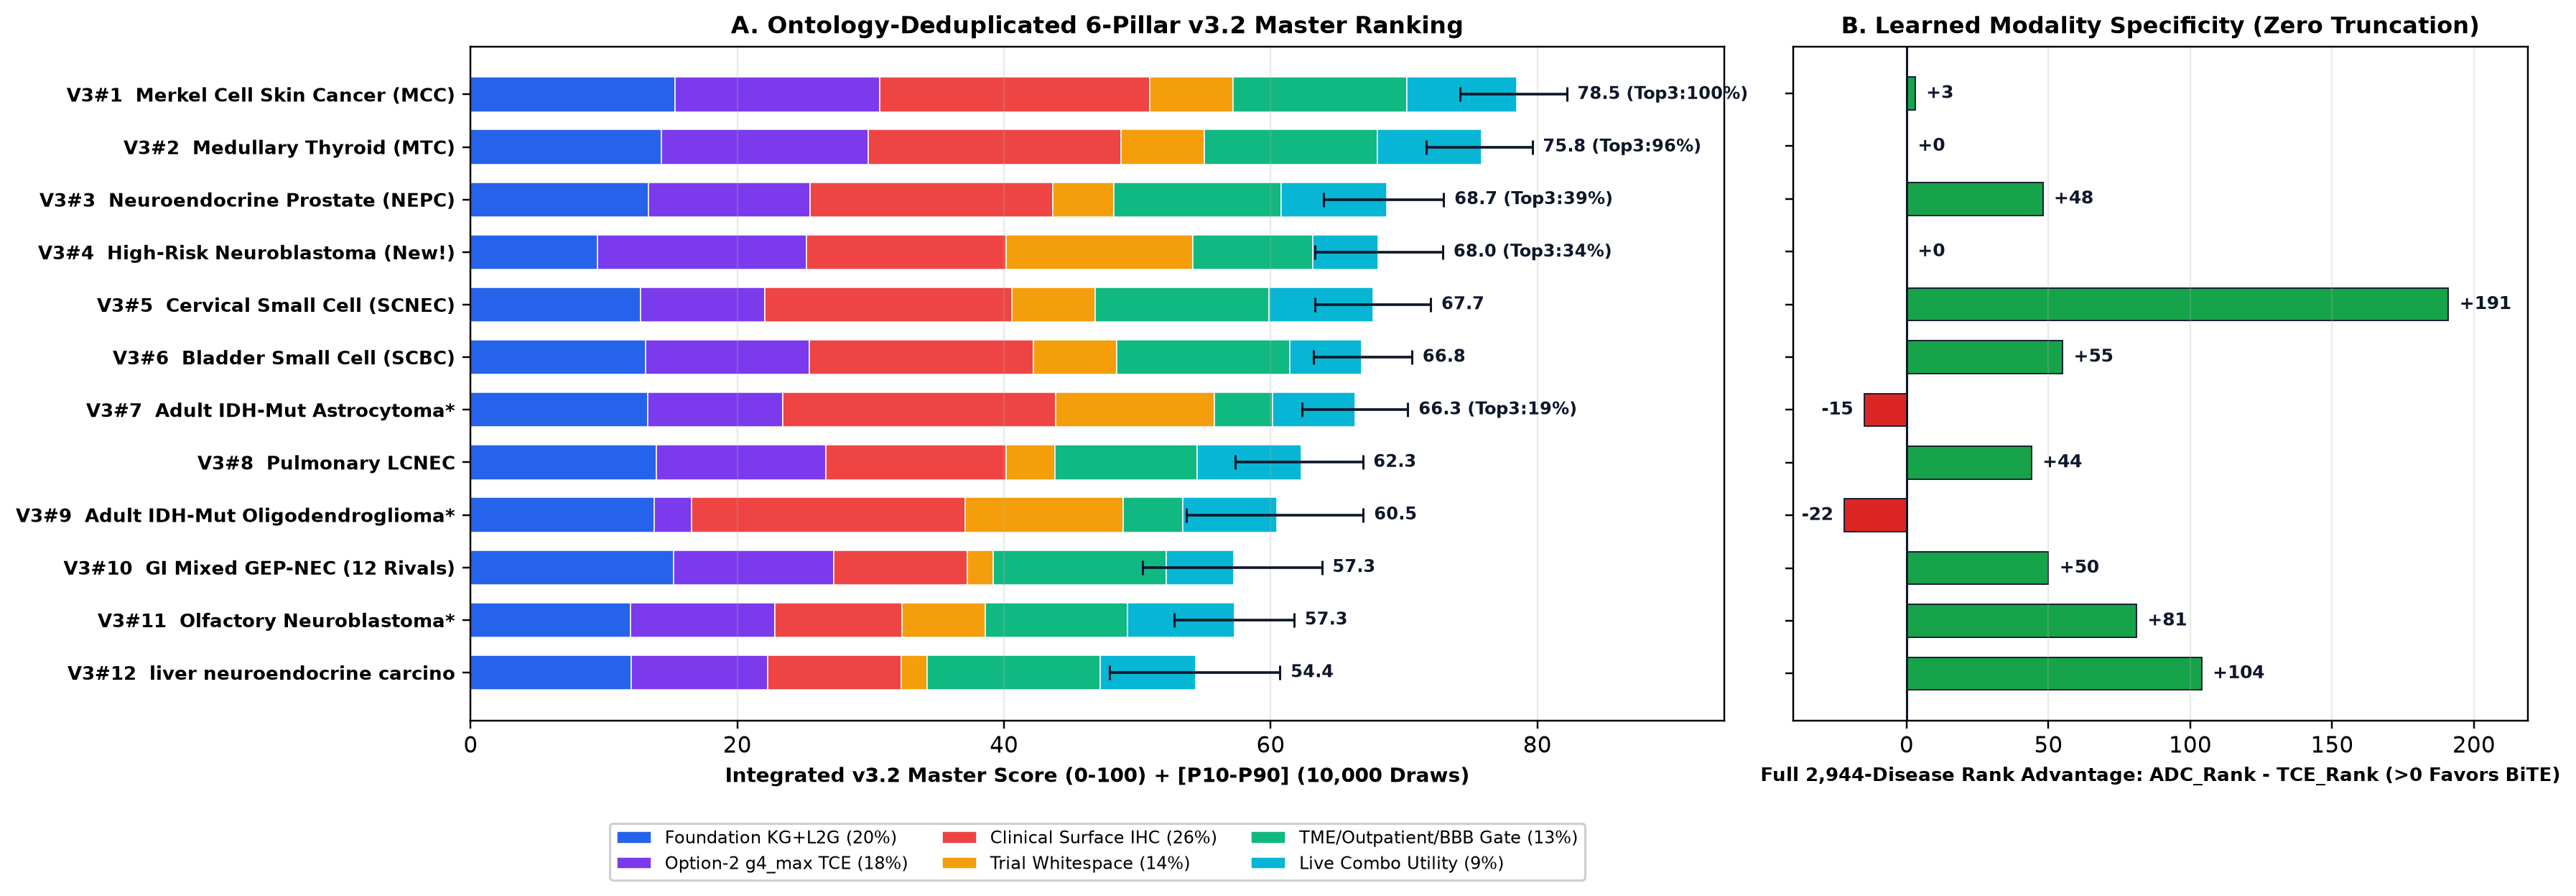 A. Ontology-Deduplicated 6-Pillar v3.2 Master Ranking
V3#1  Merkel Cell Skin Cancer (MCC)
78.5 (Top3:100%)
V3#2  Medullary Thyroid (MTC)
75.8 (Top3:96%)
V3#3  Neuroendocrine Prostate (NEPC)
68.7 (Top3:39%)
V3#4  High-Risk Neuroblastoma (New!)
68.0 (Top3:34%)
V3#5  Cervical Small Cell (SCNEC)
67.7
V3#6  Bladder Small Cell (SCBC)
66.8
V3#7  Adult IDH-Mut Astrocytoma*
66.3 (Top3:19%)
V3#8  Pulmonary LCNEC
62.3
V3#9  Adult IDH-Mut Oligodendroglioma*
60.5
V3#10  GI Mixed GEP-NEC (12 Rivals)
57.3
V3#11  Olfactory Neuroblastoma*
57.3
V3#12  liver neuroendocrine carcino
54.4
0 20 40 60 80
Integrated v3.2 Master Score (0-100) + [P10-P90] (10,000 Draws)
B. Learned Modality Specificity (Zero Truncation)
+3
+0
+48
+0
+191
+55
-15
+44
-22
+50
+81
+104
0 50 100 150 200
Full 2,944-Disease Rank Advantage: ADC_Rank - TCE_Rank (>0 Favors BiTE)
Foundation KG+L2G (20%)
Option-2 g4_max TCE (18%)
Clinical Surface IHC (26%)
Trial Whitespace (14%)
TME/Outpatient/BBB Gate (13%)
Live Combo Utility (9%)